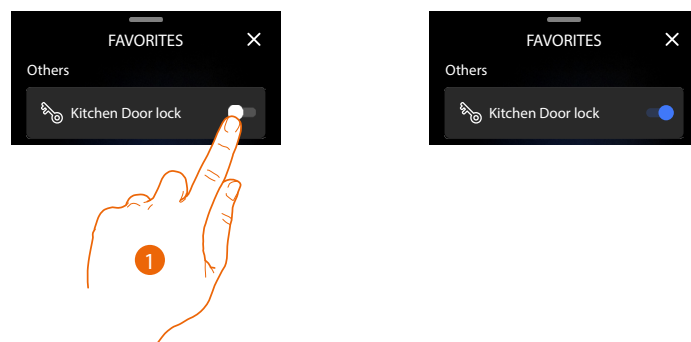 FAVORITES
Others
Kitchen Door lock
1
FAVORITES
Others
Kitchen Door lock